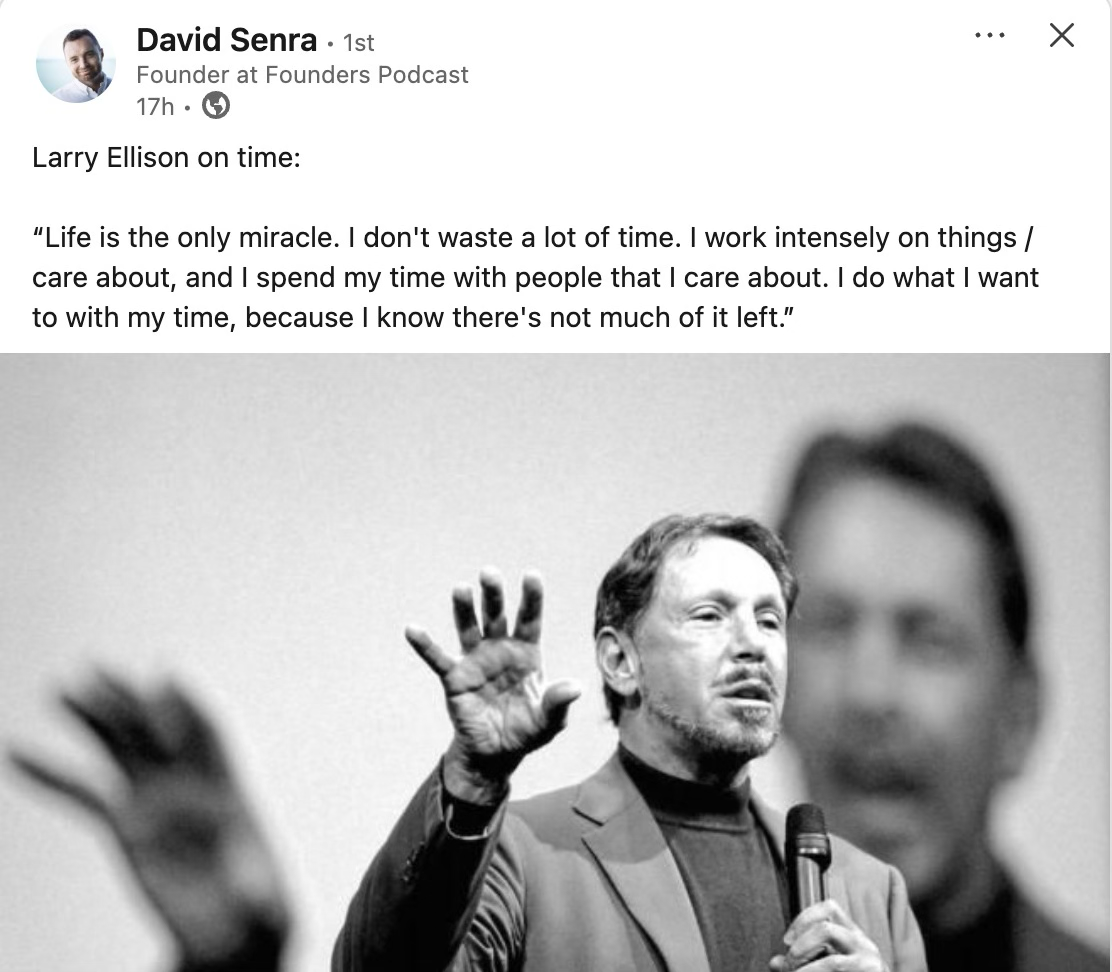 David Senra • 1st
Founder at Founders Podcast
17h •
Larry Ellison on time:
“Life is the only miracle. I don't waste a lot of time. I work intensely on things /
care about, and I spend my time with people that I care about. I do what I want
to with my time, because I know there's not much of it left.”